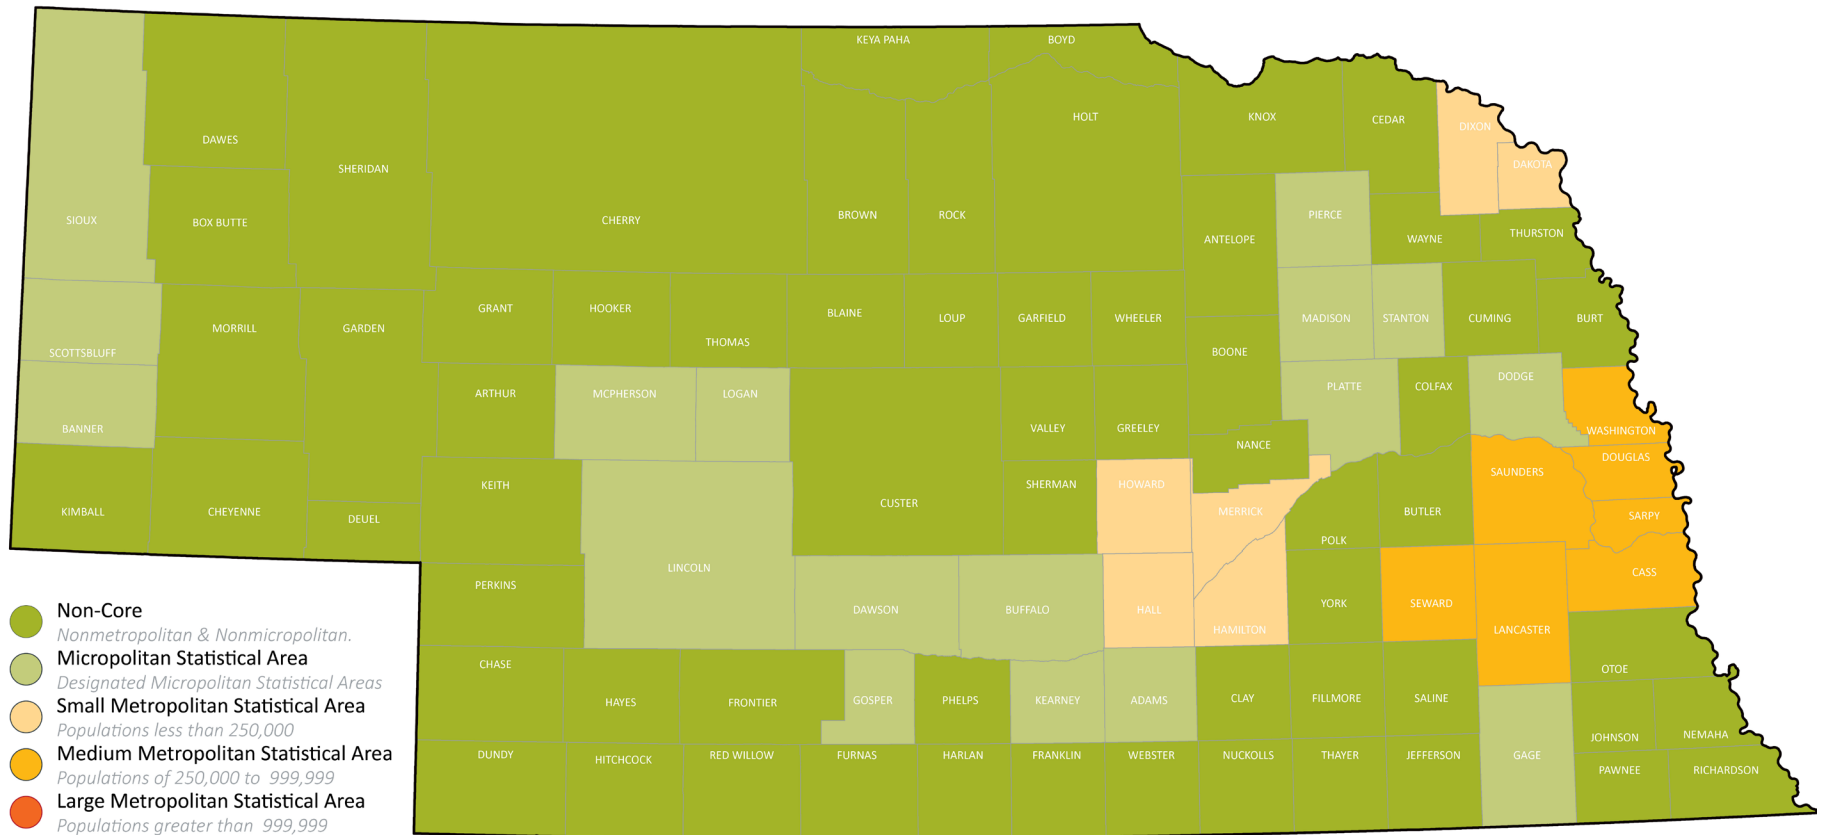 KEYA PAHA
BOYD
DAWES
SHERIDAN
HOLT
KNOX
CEDAR
DIXON
DAKOTA
SIOUX
BOX BUTTE
CHERRY
BROWN
ROCK
ANTELOPE
PIERCE
WAYNE
THURSTON
SCOTTSBLUFF
MORRILL
GARDEN
GRANT
HOOKER
THOMAS
BLAINE
LOUP
GARFIELD
WHEELER
BOONE
MADISON
STANTON
CUMING
BURT
BANNER
ARTHUR
MCPHERSON
LOGAN
VALLEY
GREELEY
NANCE
PLATTE
COLFAX
DODGE
WASHINGTON
DOUGLAS
KIMBALL
CHEYENNE
DEUEL
KEITH
CUSTER
SHERMAN
HOWARD
MERRICK
POLK
BUTLER
SAUNDERS
SARPY
CASS
PERKINS
LINCOLN
DAWSON
BUFFALO
HALL
HAMILTON
YORK
SEWARD
LANCASTER
OTOE
CHASE
HAYES
FRONTIER
GOSPER
PHELPS
KEARNEY
ADAMS
CLAY
FILLMORE
SALINE
JOHNSON
NEMAHA
DUNDY
HITCHCOCK
RED WILLOW
FURNAS
HARLAN
FRANKLIN
WEBSTER
NUCKOLLS
THAYER
JEFFERSON
GAGE
PAWNEE
RICHARDSON
Non-Core
Nonmetropolitan & Nonmicropolitan.
Micropolitan Statistical Area
Designated Micropolitan Statistical Areas
Small Metropolitan Statistical Area
Populations less than 250,000
Medium Metropolitan Statistical Area
Populations of 250,000 to 999,999
Large Metropolitan Statistical Area
Populations greater than 999,999